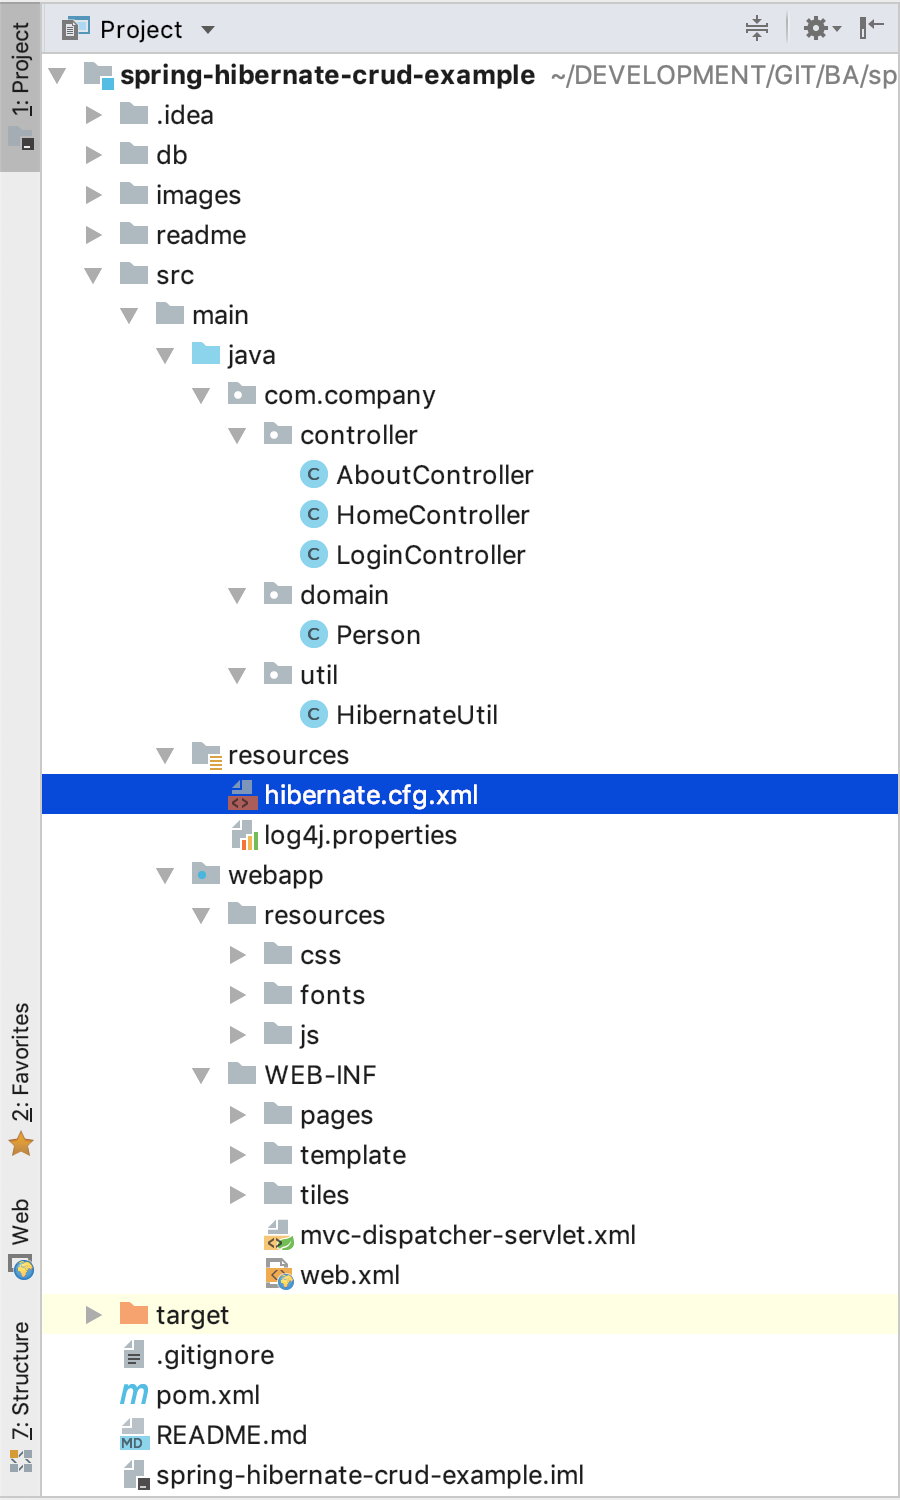 Project
spring-hibernate-crud-example ~/DEVELOPMENT/GIT/BA/sp
.idea
db
images
readme
src
main
java
com.company
controller
C AboutController
C HomeController
C LoginController
domain
C Person
util
C HibernateUtil
resources
<> hibernate.cfg.xml
log4j.properties
webapp
resources
css
fonts
js
WEB-INF
pages
template
tiles
<> mvc-dispatcher-servlet.xml
<> web.xml
target
.gitignore
m pom.xml
MD README.md
spring-hibernate-crud-example.iml
1: Project
2: Favorites
Web
7: Structure